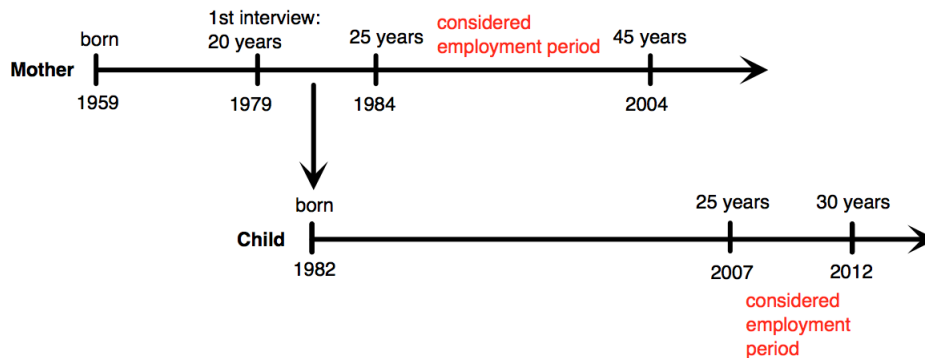 1st interview:
born
20 years
25 years
considered
employment period
45 years
Mother
1959
1979
1984
2004
born
25 years
30 years
Child
1982
2007
2012
considered
employment
period